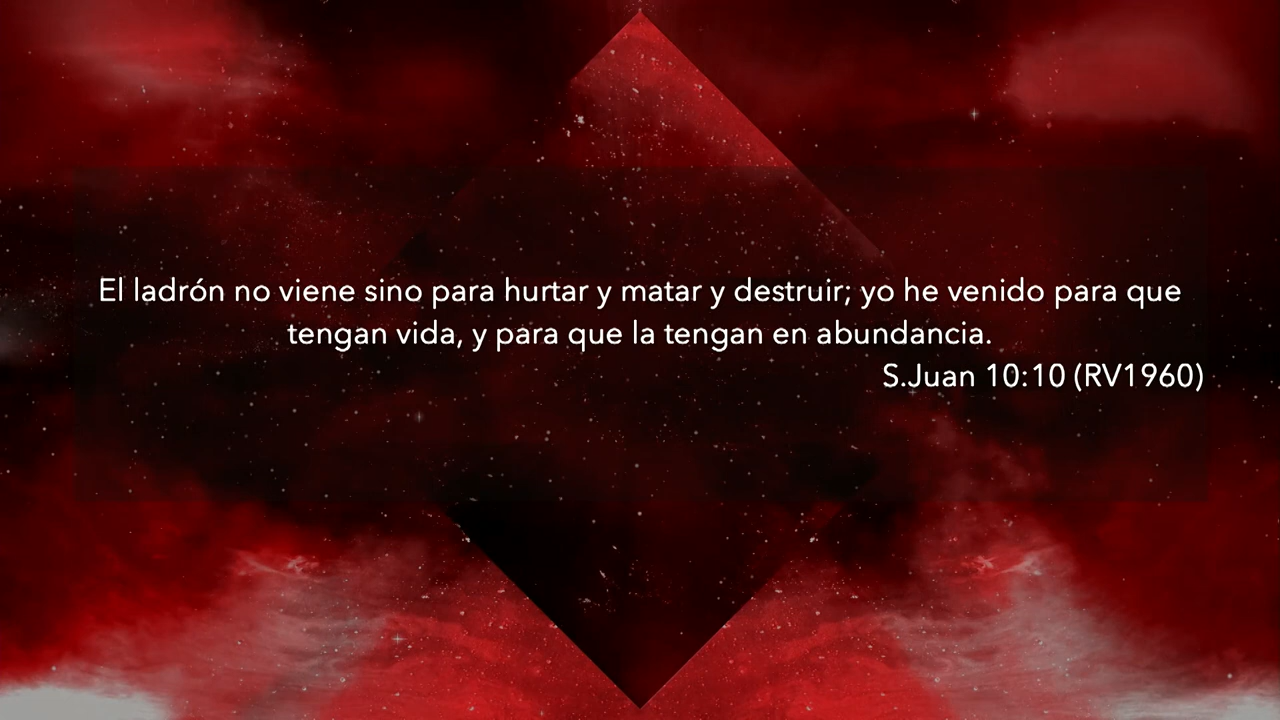 El ladrón no viene sino para hurtar y matar y destruir; yo he venido para que
tengan vida, y para que la tengan en abundancia.
S.Juan 10:10 (RV1960)